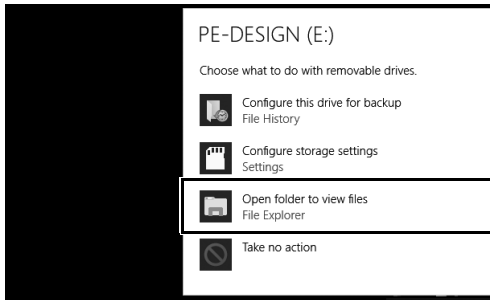 PE-DESIGN (E:)
Choose what to do with removable drives.
Configure this drive for backup
File History
Configure storage settings
Settings
Open folder to view files
File Explorer
Take no action